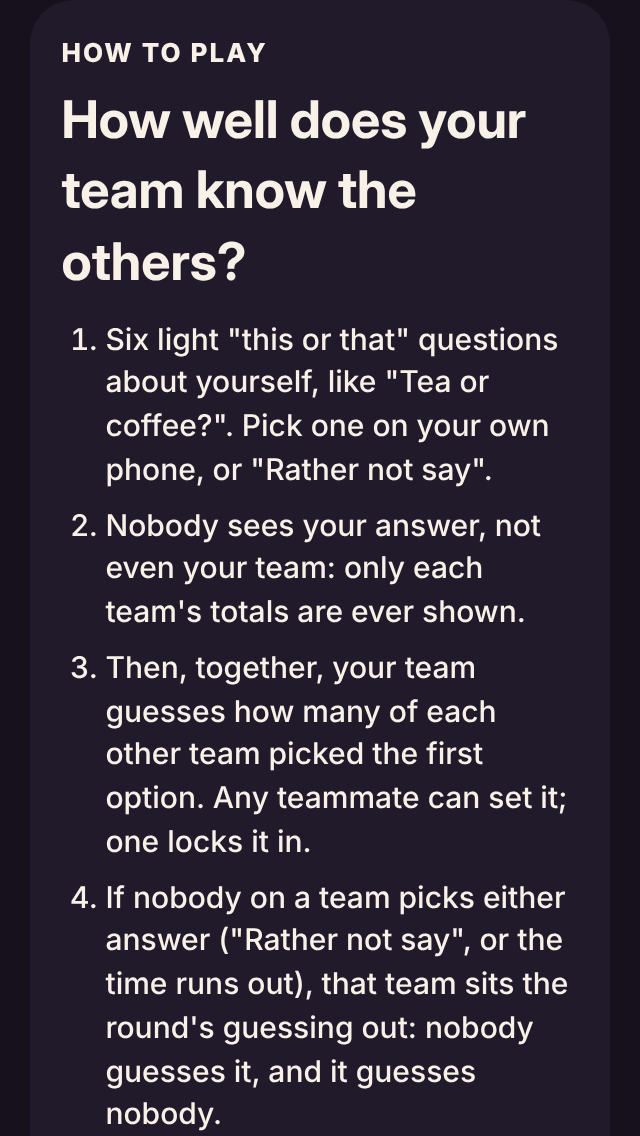 HOW TO PLAY
How well does your
team know the
others?
1. Six light "this or that" questions
about yourself, like "Tea or
coffee?". Pick one on your own
phone, or "Rather not say".
2. Nobody sees your answer, not
even your team: only each
team's totals are ever shown.
3. Then, together, your team
guesses how many of each
other team picked the first
option. Any teammate can set it;
one locks it in.
4. If nobody on a team picks either
answer ("Rather not say", or the
time runs out), that team sits the
round's guessing out: nobody
guesses it, and it guesses
nobody.